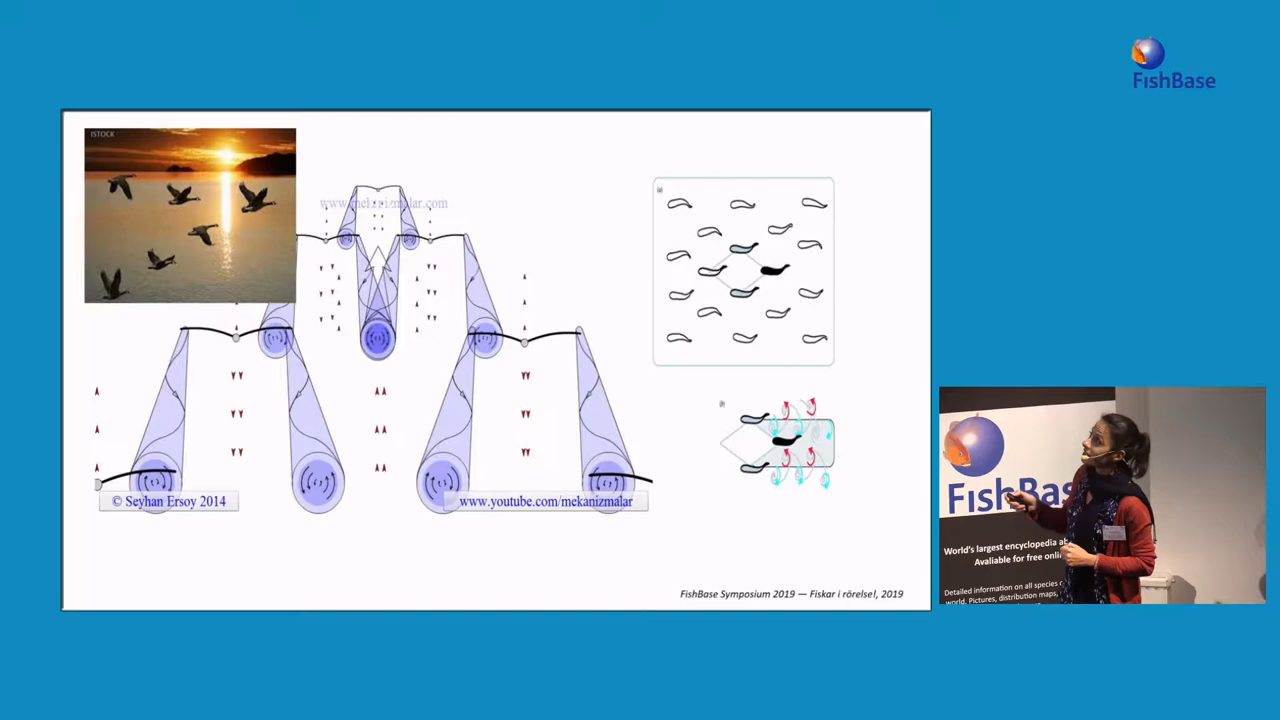 FishBase
ISTOCK
www.mekanizmalar.com
(a)
(b)
© Seyhan Ersoy 2014
www.youtube.com/mekanizmalar
FishBase Symposium 2019 — Fiskar i rörelse!, 2019
FishBas
World's largest encyclopedia ab
Avaliable for free onli
Detailed information on all species o
world. Pictures, distribution maps,